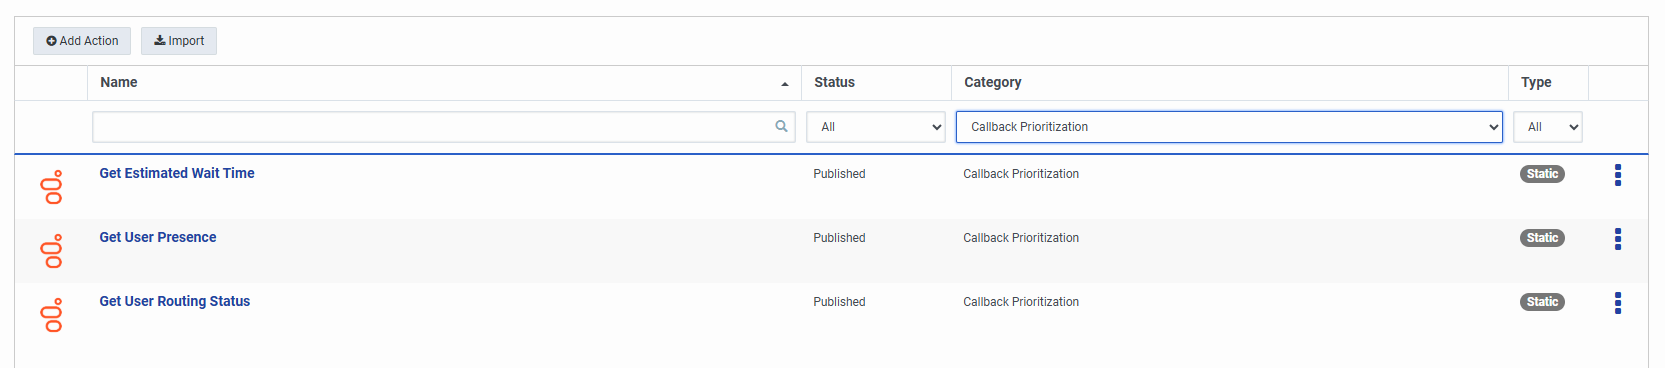 Add Action Import
Name Status Category Type
All Callback Prioritization All
Get Estimated Wait Time Published Callback Prioritization Static
Get User Presence Published Callback Prioritization Static
Get User Routing Status Published Callback Prioritization Static